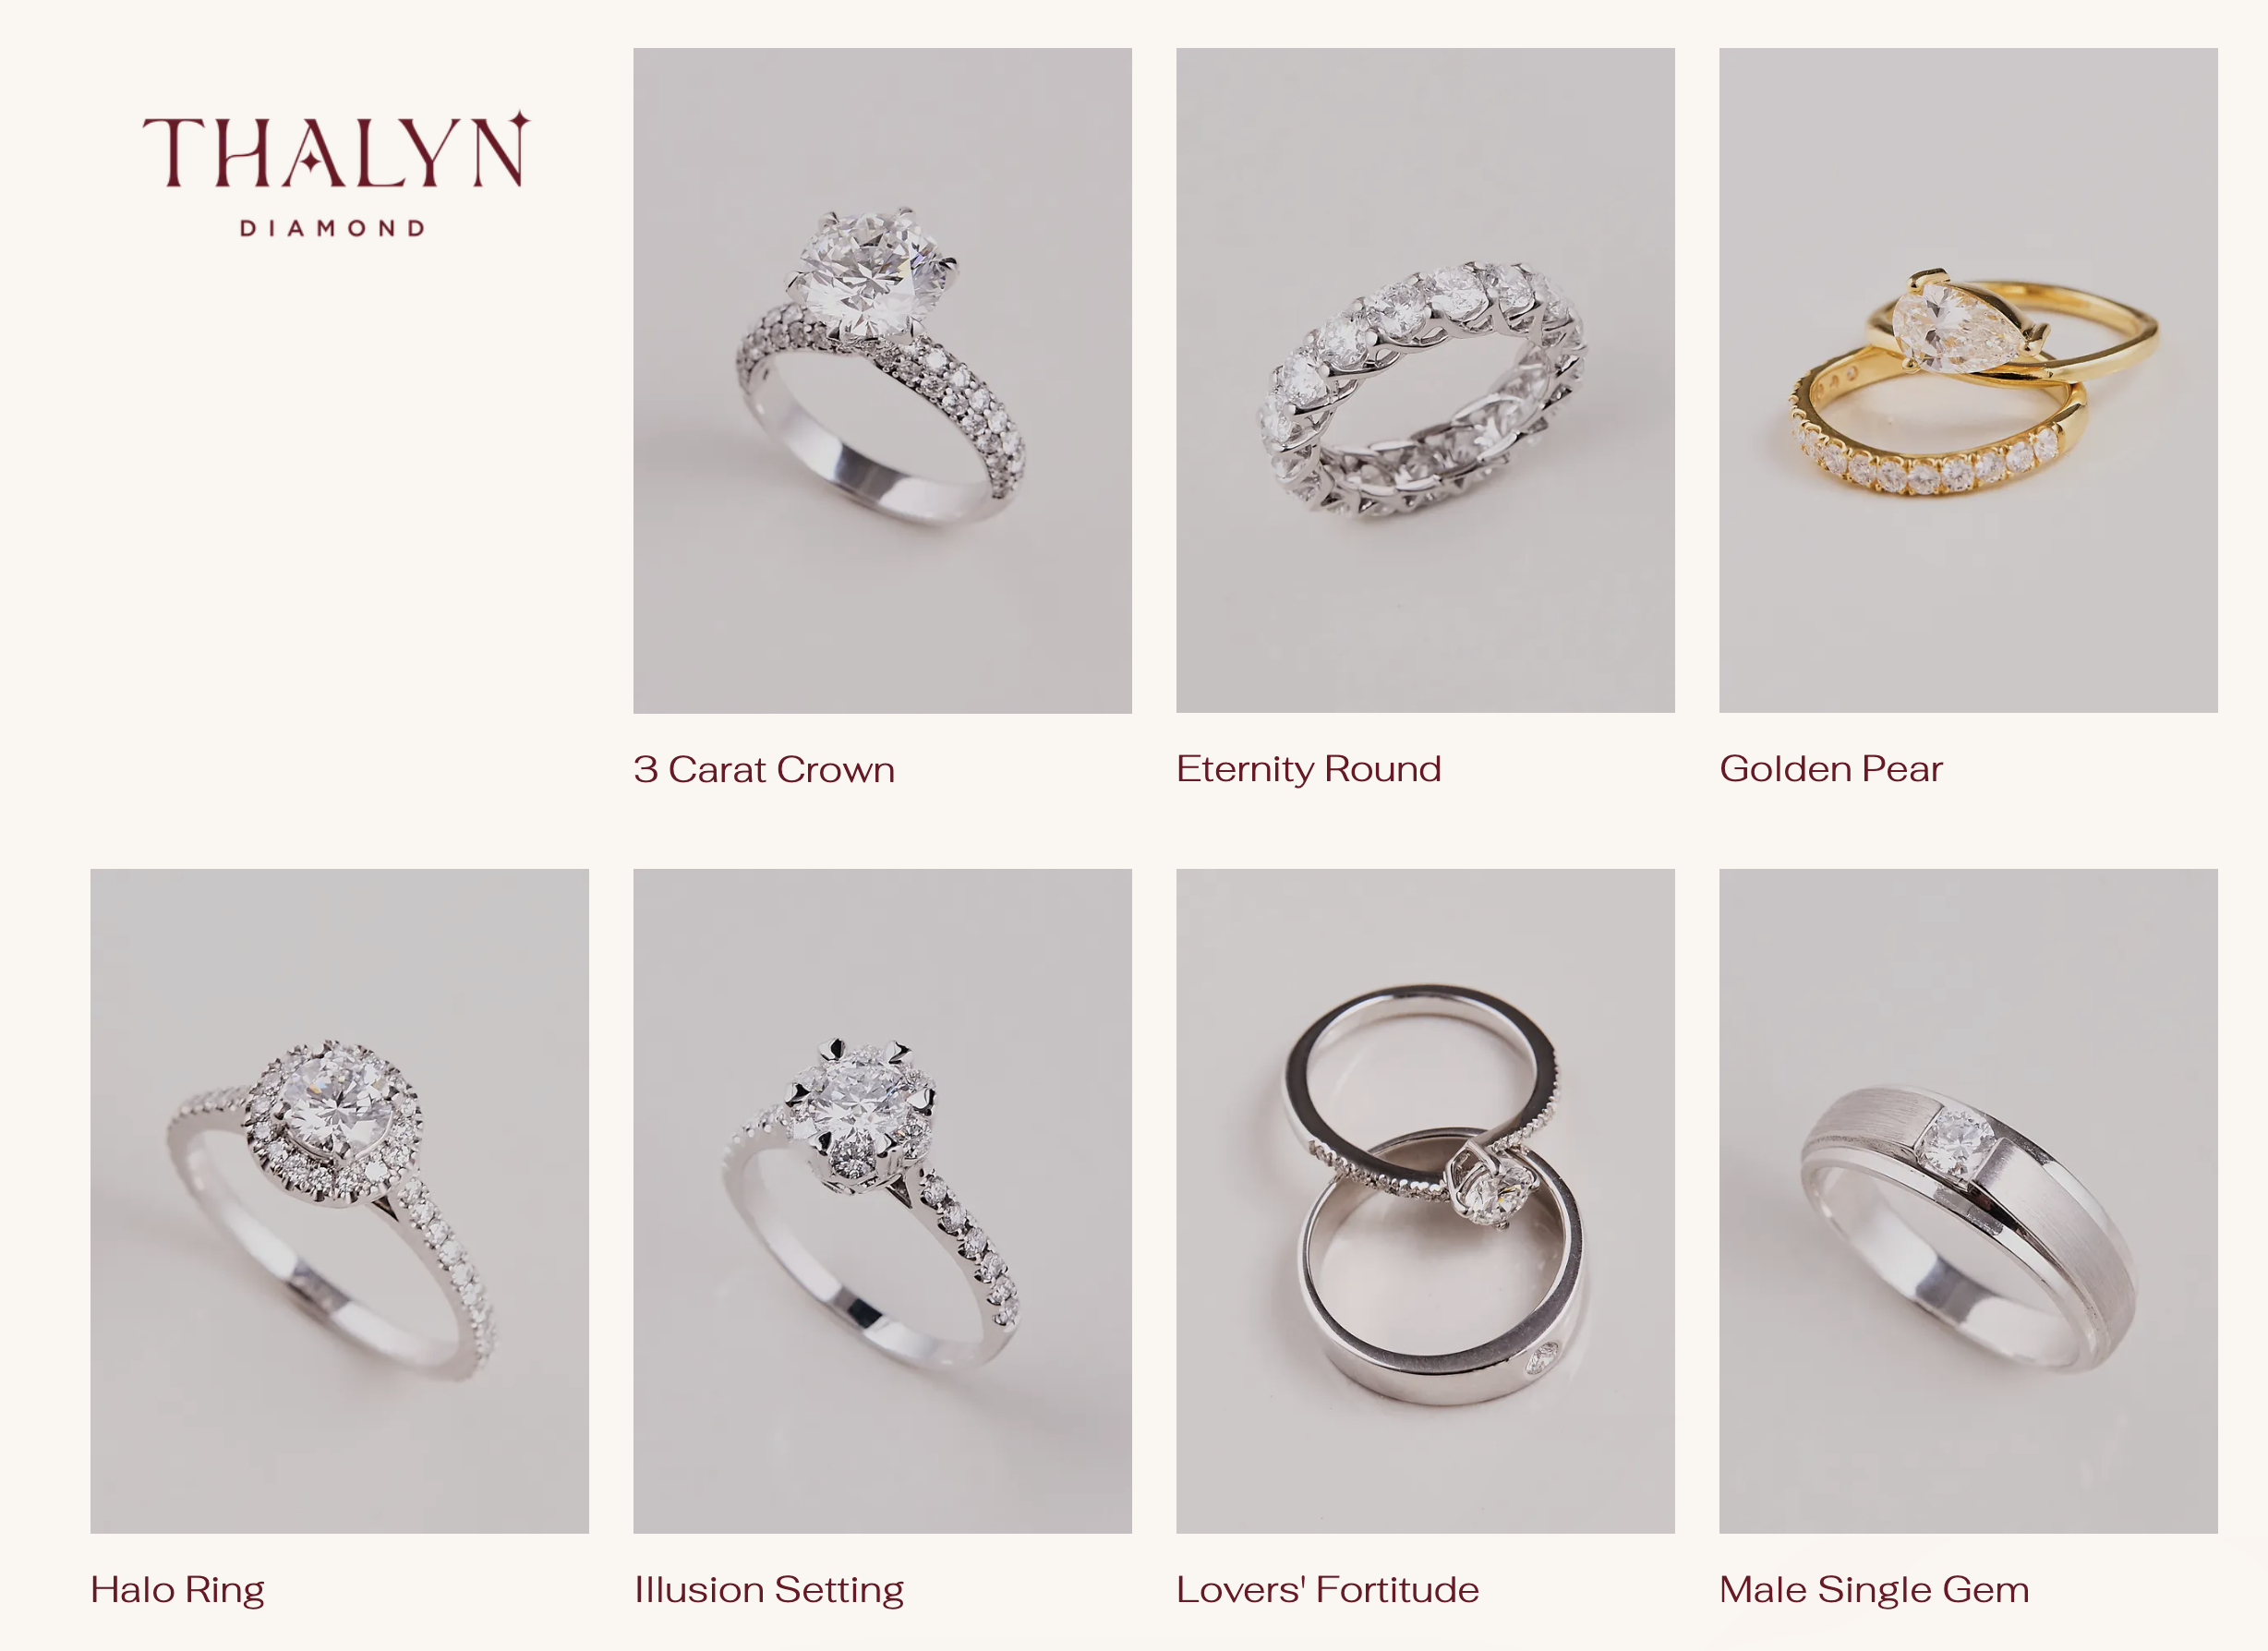 THALYN
DIAMOND
3 Carat Crown
Eternity Round
Golden Pear
Halo Ring
Illusion Setting
Lovers' Fortitude
Male Single Gem